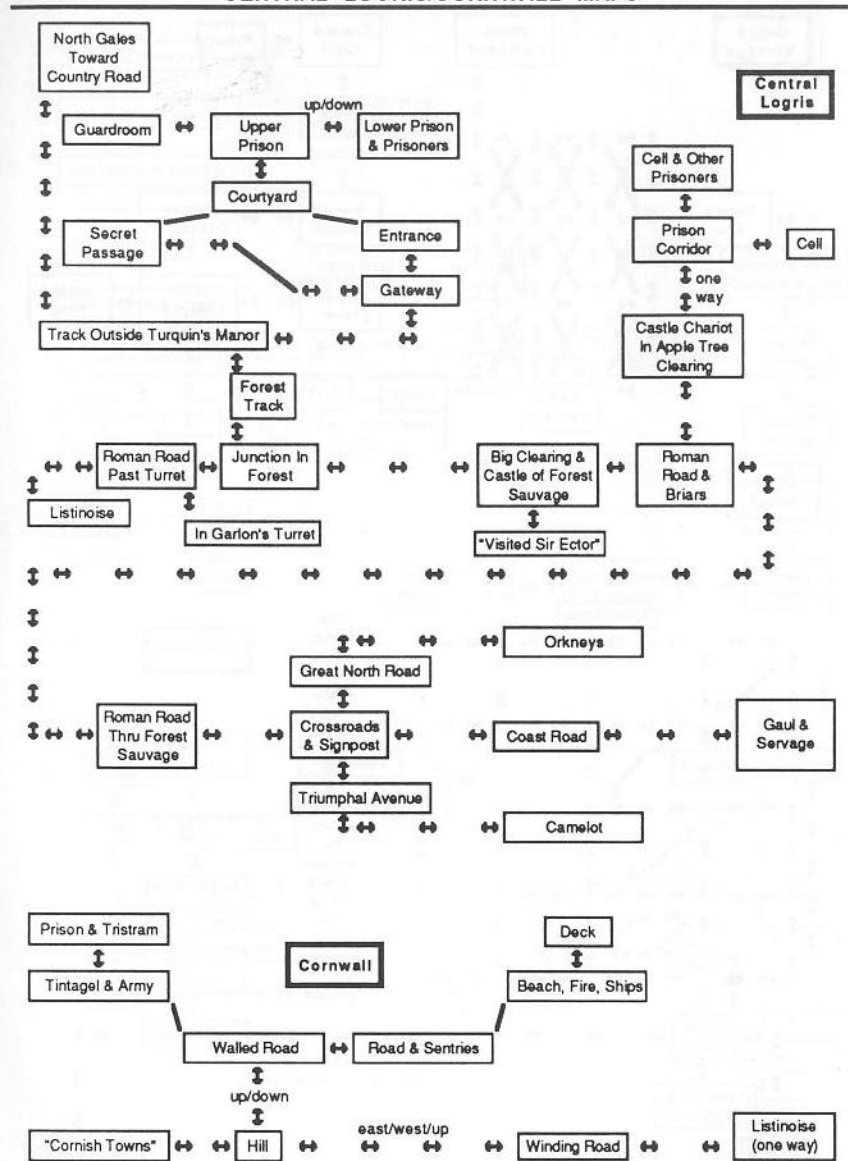 North Gales
Toward
Country Road
Central
Logris
up/down
Guardroom
Upper
Prison
Lower Prison
& Prisoners
Cell & Other
Prisoners
Courtyard
Secret
Passage
Entrance
Prison
Corridor
Cell
Gateway
one
way
Track Outside Turquin's Manor
Castle Chariot
In Apple Tree
Clearing
Forest
Track
Roman Road
Past Turret
Junction In
Forest
Big Clearing &
Castle of Forest
Sauvage
Roman
Road &
Briars
Listinoise
In Garlon's Turret
"Visited Sir Ector"
Orkneys
Great North Road
Roman Road
Thru Forest
Sauvage
Crossroads
& Signpost
Coast Road
Gaul &
Servage
Triumphal Avenue
Camelot
Prison & Tristram
Deck
Cornwall
Tintagel & Army
Beach, Fire, Ships
Walled Road
Road & Sentries
up/down
east/west/up
"Cornish Towns"
Hill
Winding Road
Listinoise
(one way)